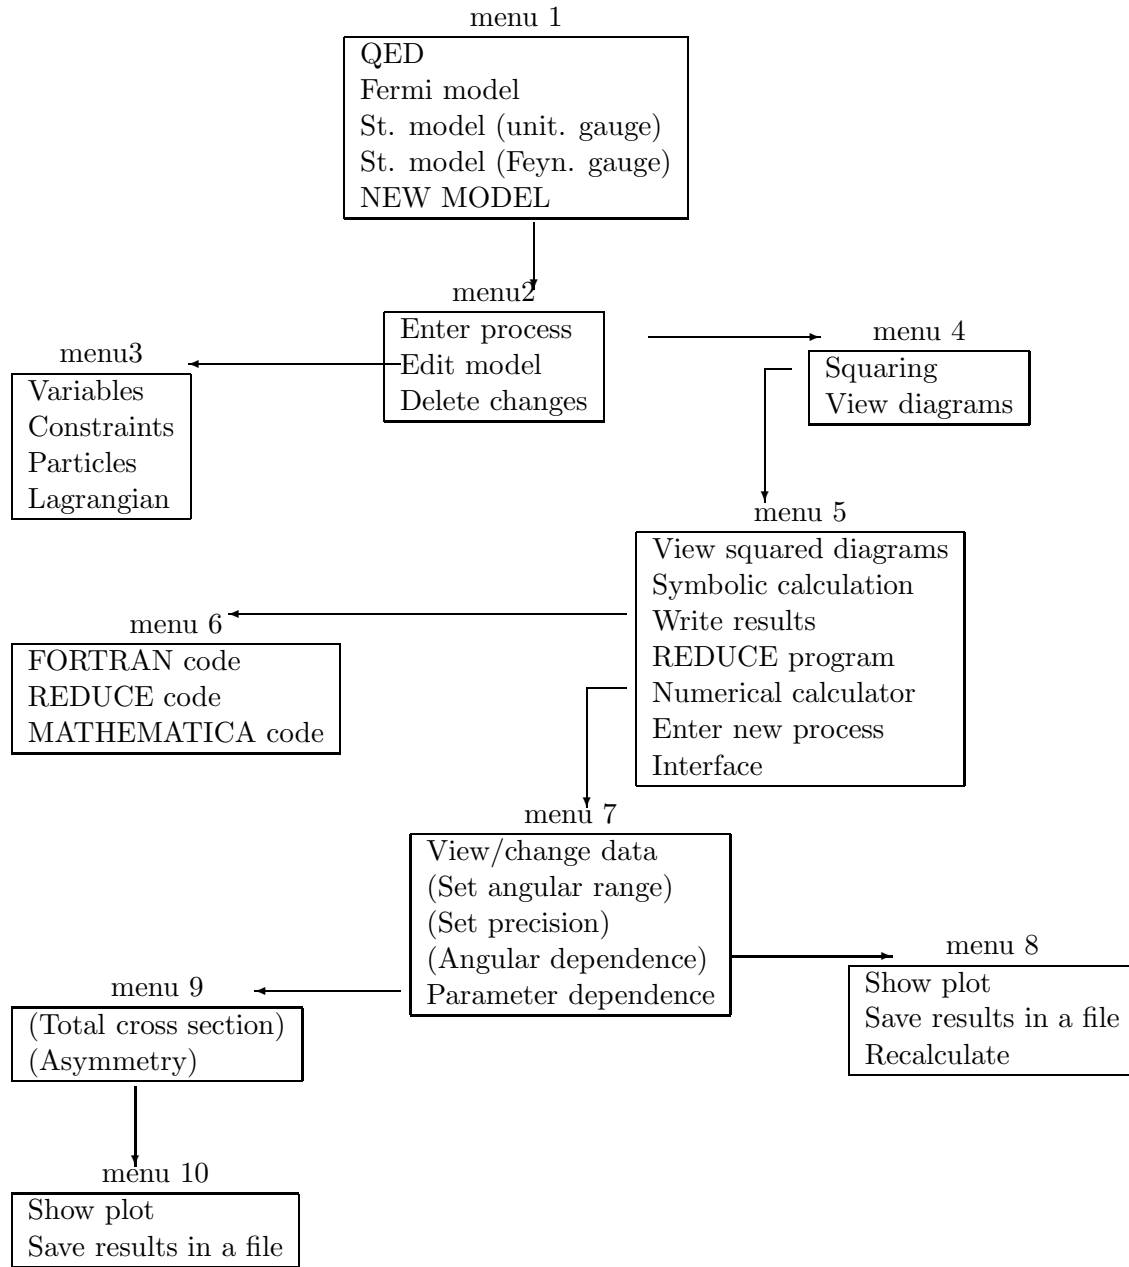 menu 1
QED
Fermi model
St. model (unit. gauge)
St. model (Feyn. gauge)
NEW MODEL
menu2
Enter process
Edit model
Delete changes
menu3
Variables
Constraints
Particles
Lagrangian
menu 4
Squaring
View diagrams
menu 5
View squared diagrams
Symbolic calculation
Write results
REDUCE program
Numerical calculator
Enter new process
Interface
menu 6
FORTRAN code
REDUCE code
MATHEMATICA code
menu 7
View/change data
(Set angular range)
(Set precision)
(Angular dependence)
Parameter dependence
menu 8
Show plot
Save results in a file
Recalculate
menu 9
(Total cross section)
(Asymmetry)
menu 10
Show plot
Save results in a file